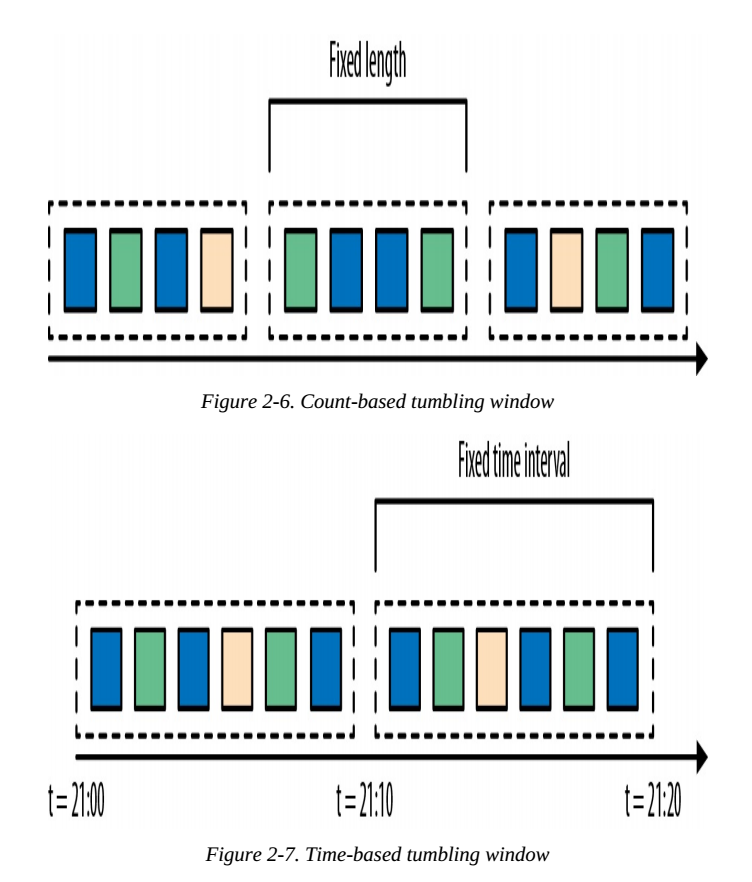 Fixed length
Figure 2-6. Count-based tumbling window
Fixed time interval
t = 21:00 t = 21:10 t = 21:20
Figure 2-7. Time-based tumbling window